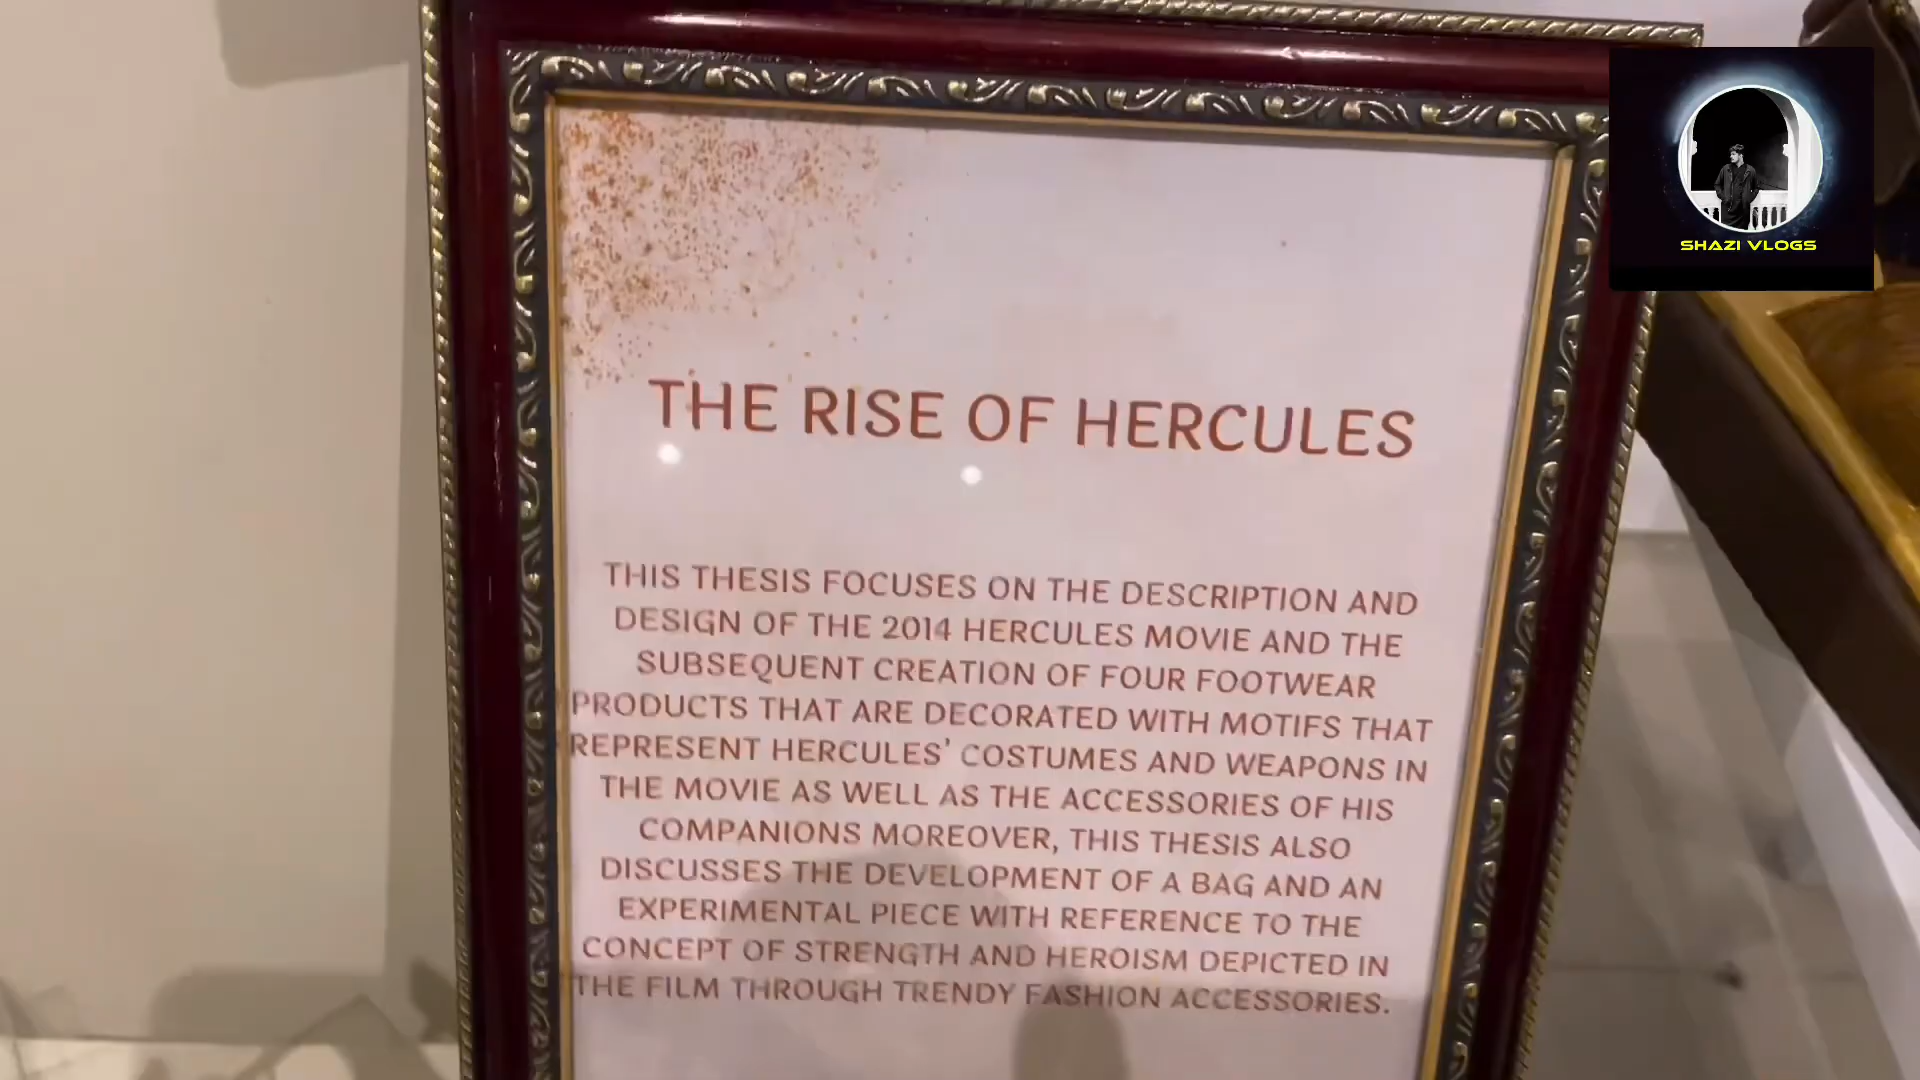 SHAZI VLOGS
THE RISE OF HERCULES
THIS THESIS FOCUSES ON THE DESCRIPTION AND
DESIGN OF THE 2014 HERCULES MOVIE AND THE
SUBSEQUENT CREATION OF FOUR FOOTWEAR
PRODUCTS THAT ARE DECORATED WITH MOTIFS THAT
REPRESENT HERCULES' COSTUMES AND WEAPONS IN
THE MOVIE AS WELL AS THE ACCESSORIES OF HIS
COMPANIONS MOREOVER, THIS THESIS ALSO
DISCUSSES THE DEVELOPMENT OF A BAG AND AN
EXPERIMENTAL PIECE WITH REFERENCE TO THE
CONCEPT OF STRENGTH AND HEROISM DEPICTED IN
THE FILM THROUGH TRENDY FASHION ACCESSORIES.